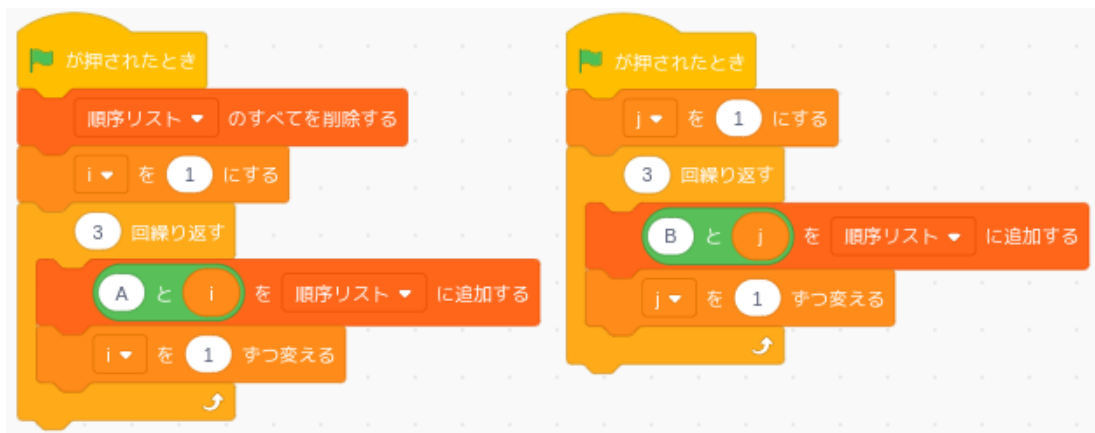 が押されたとき
順序リスト のすべてを削除する
i を 1 にする
3 回繰り返す
A と i を 順序リスト に追加する
i を 1 ずつ変える
が押されたとき
j を 1 にする
3 回繰り返す
B と j を 順序リスト に追加する
j を 1 ずつ変える